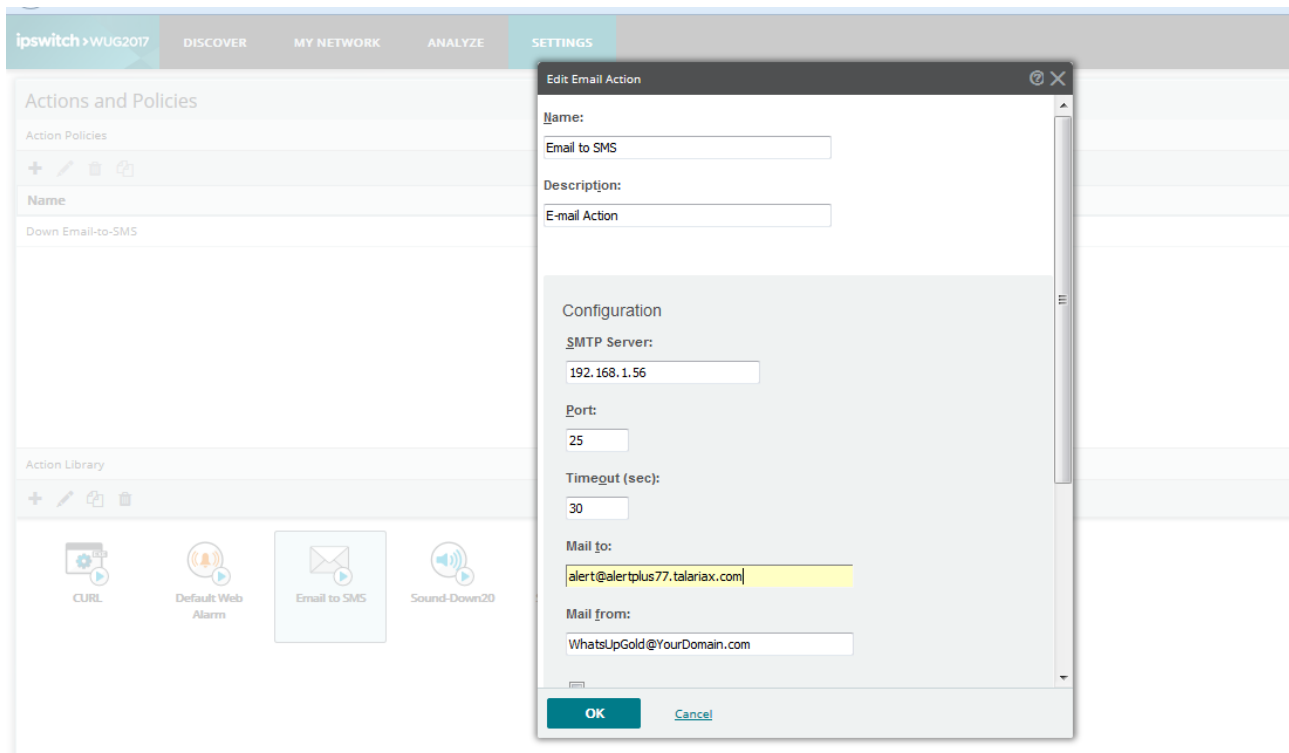 ipswitch >WUG2017 DISCOVER MY NETWORK ANALYZE SETTINGS
Actions and Policies
Action Policies
Name
Down Email-to-SMS
Action Library
CURL
Default Web
Alarm
Email to SMS
Sound-Down20
Edit Email Action
Name:
Email to SMS
Description:
E-mail Action
Configuration
SMTP Server:
192.168.1.56
Port:
25
Timeout (sec):
30
Mail to:
alert@alertplus77.talariax.com
Mail from:
WhatsUpGold@YourDomain.com
OK Cancel